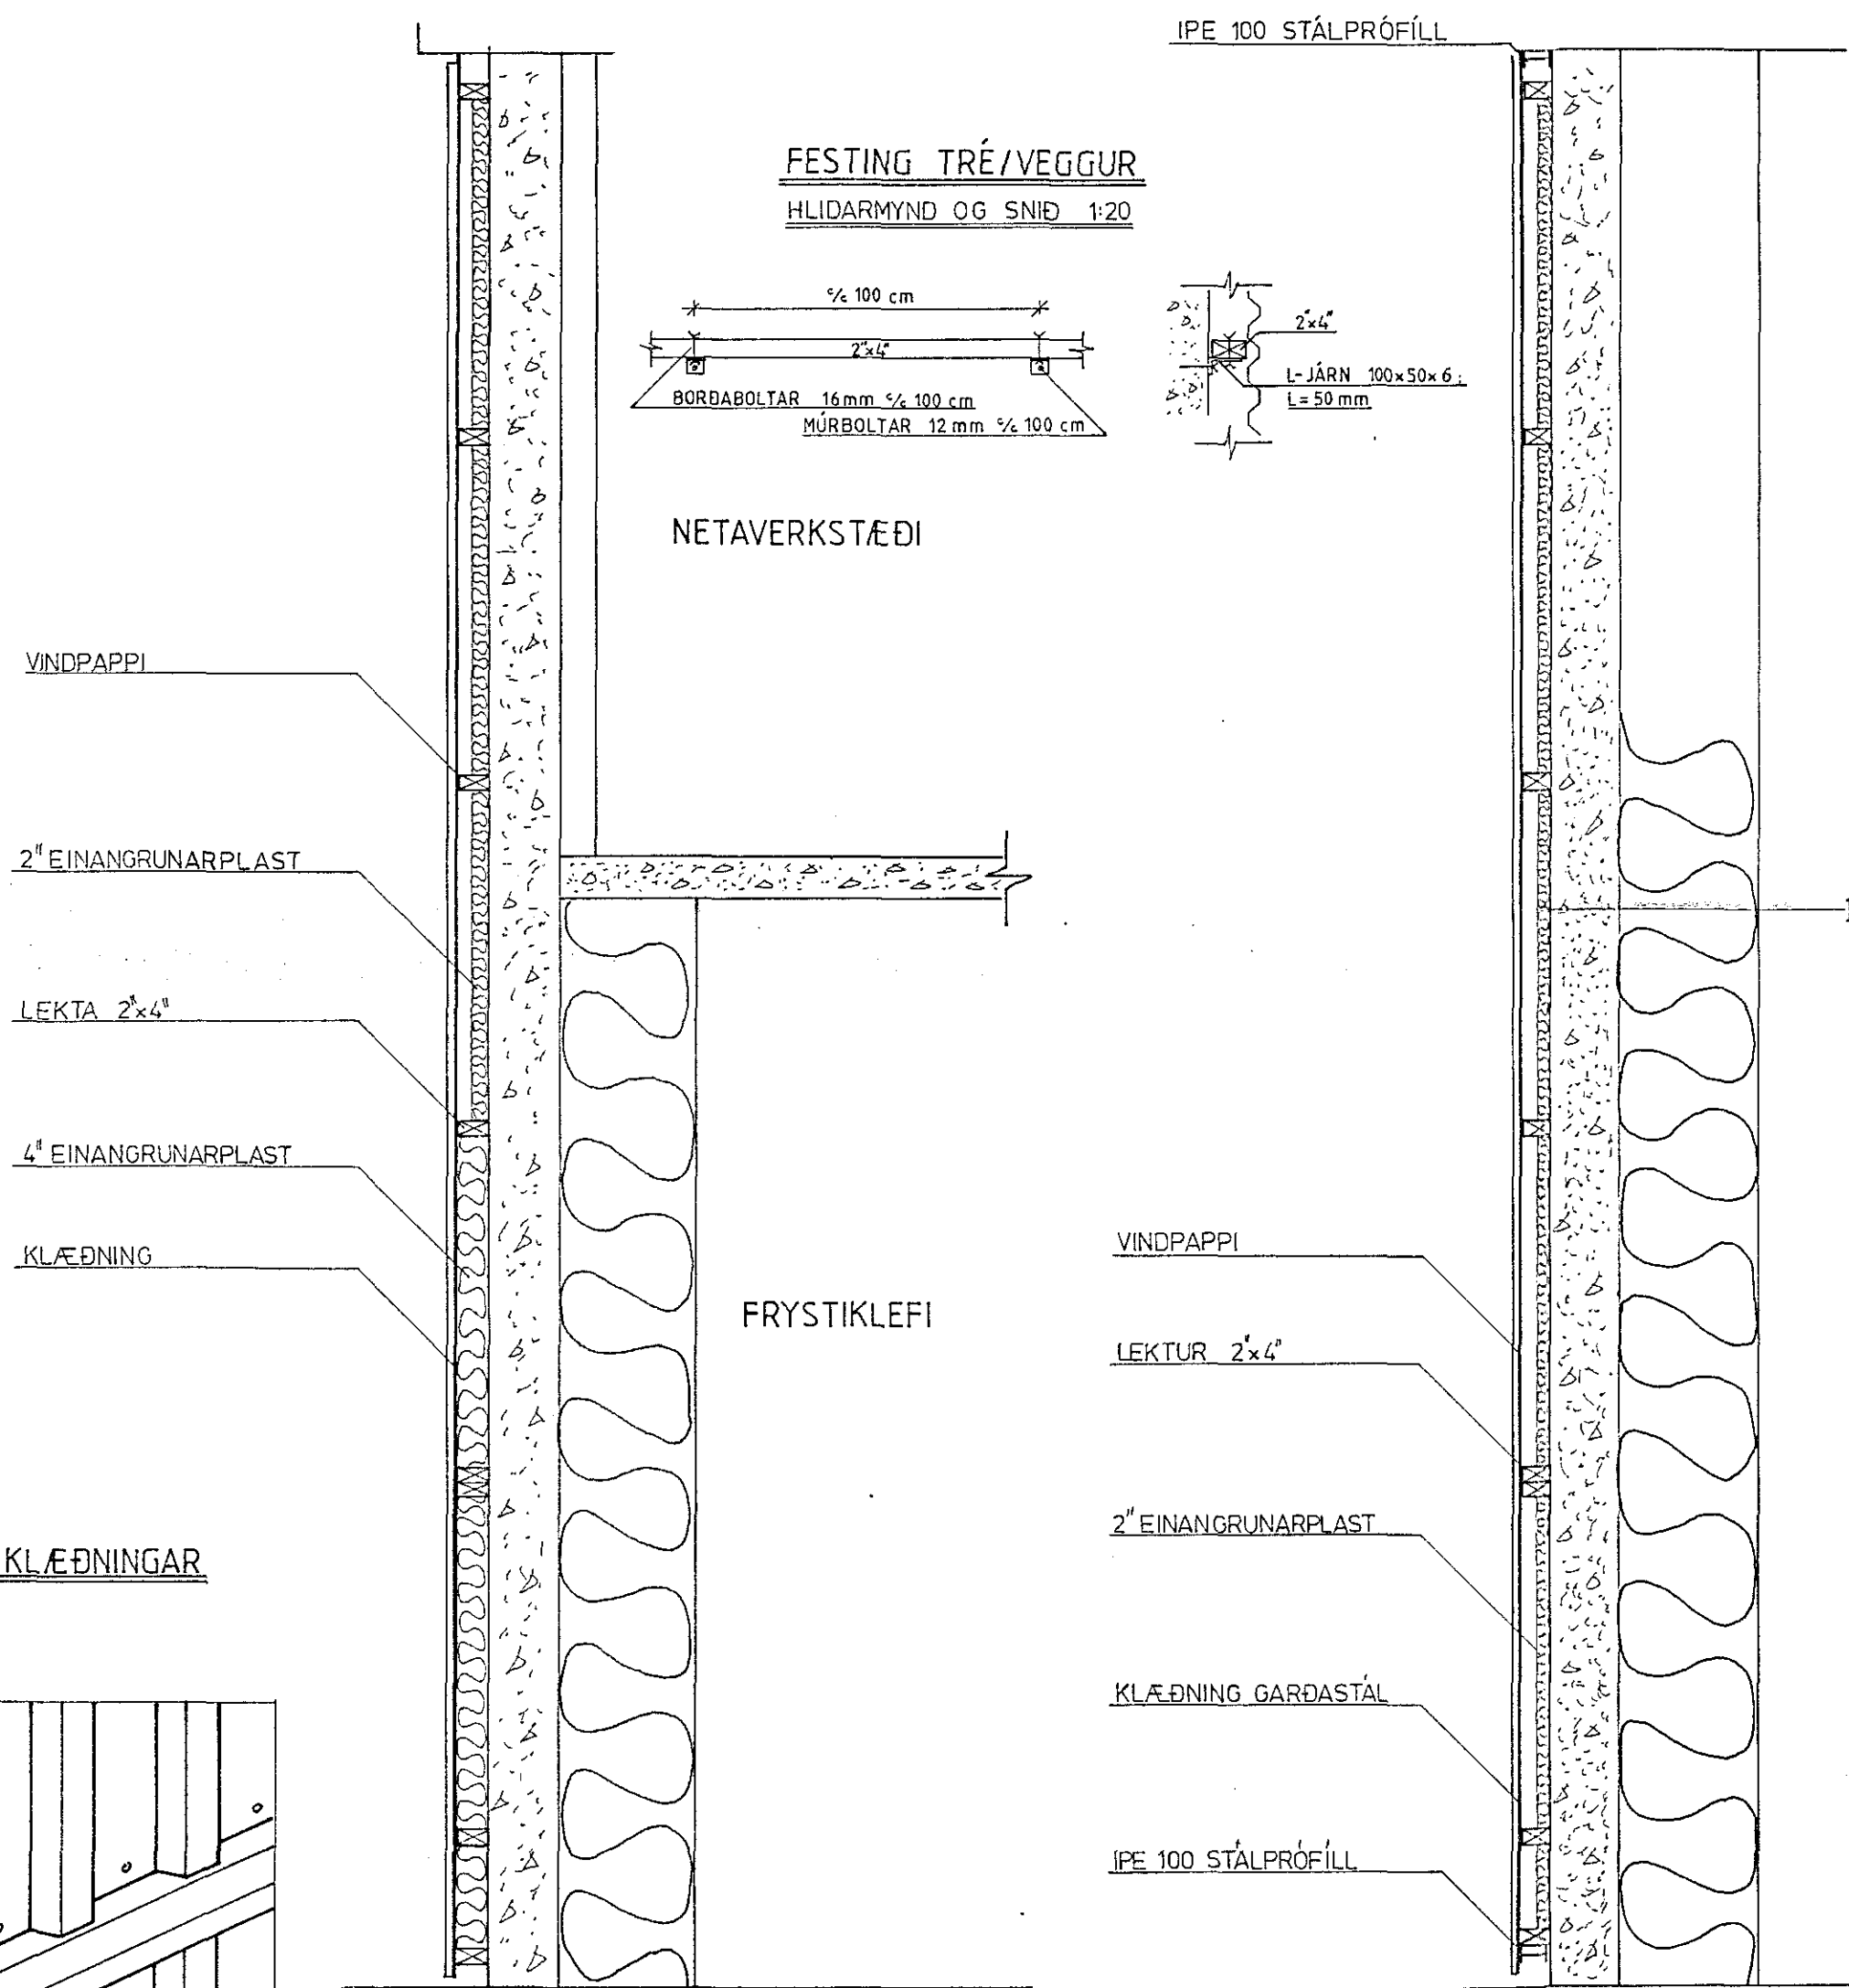 IPE 100 STÁLPRÓFÍLL
FESTING TRÉ/VEGGUR
HLIDARMYND OG SNIÐ 1:20
c/c 100 cm
2"x4"
BORÐABOLTAR 16mm c/c 100 cm
MÚRBOLTAR 12 mm c/c 100 cm
2"x4"
L-JÁRN 100x50x6
L=50 mm
NETAVERKSTÆÐI
VINDPAPPI
2" EINANGRUNARPLAST
LEKTA 2"x4"
4" EINANGRUNARPLAST
KLÆÐNING
FRYSTIKLEFI
KLÆÐNINGAR
VINDPAPPI
LEKTUR 2"x4"
2" EINANGRUNARPLAST
KLÆÐNING GARÐASTÁL
IPE 100 STÁLPRÓFÍLL